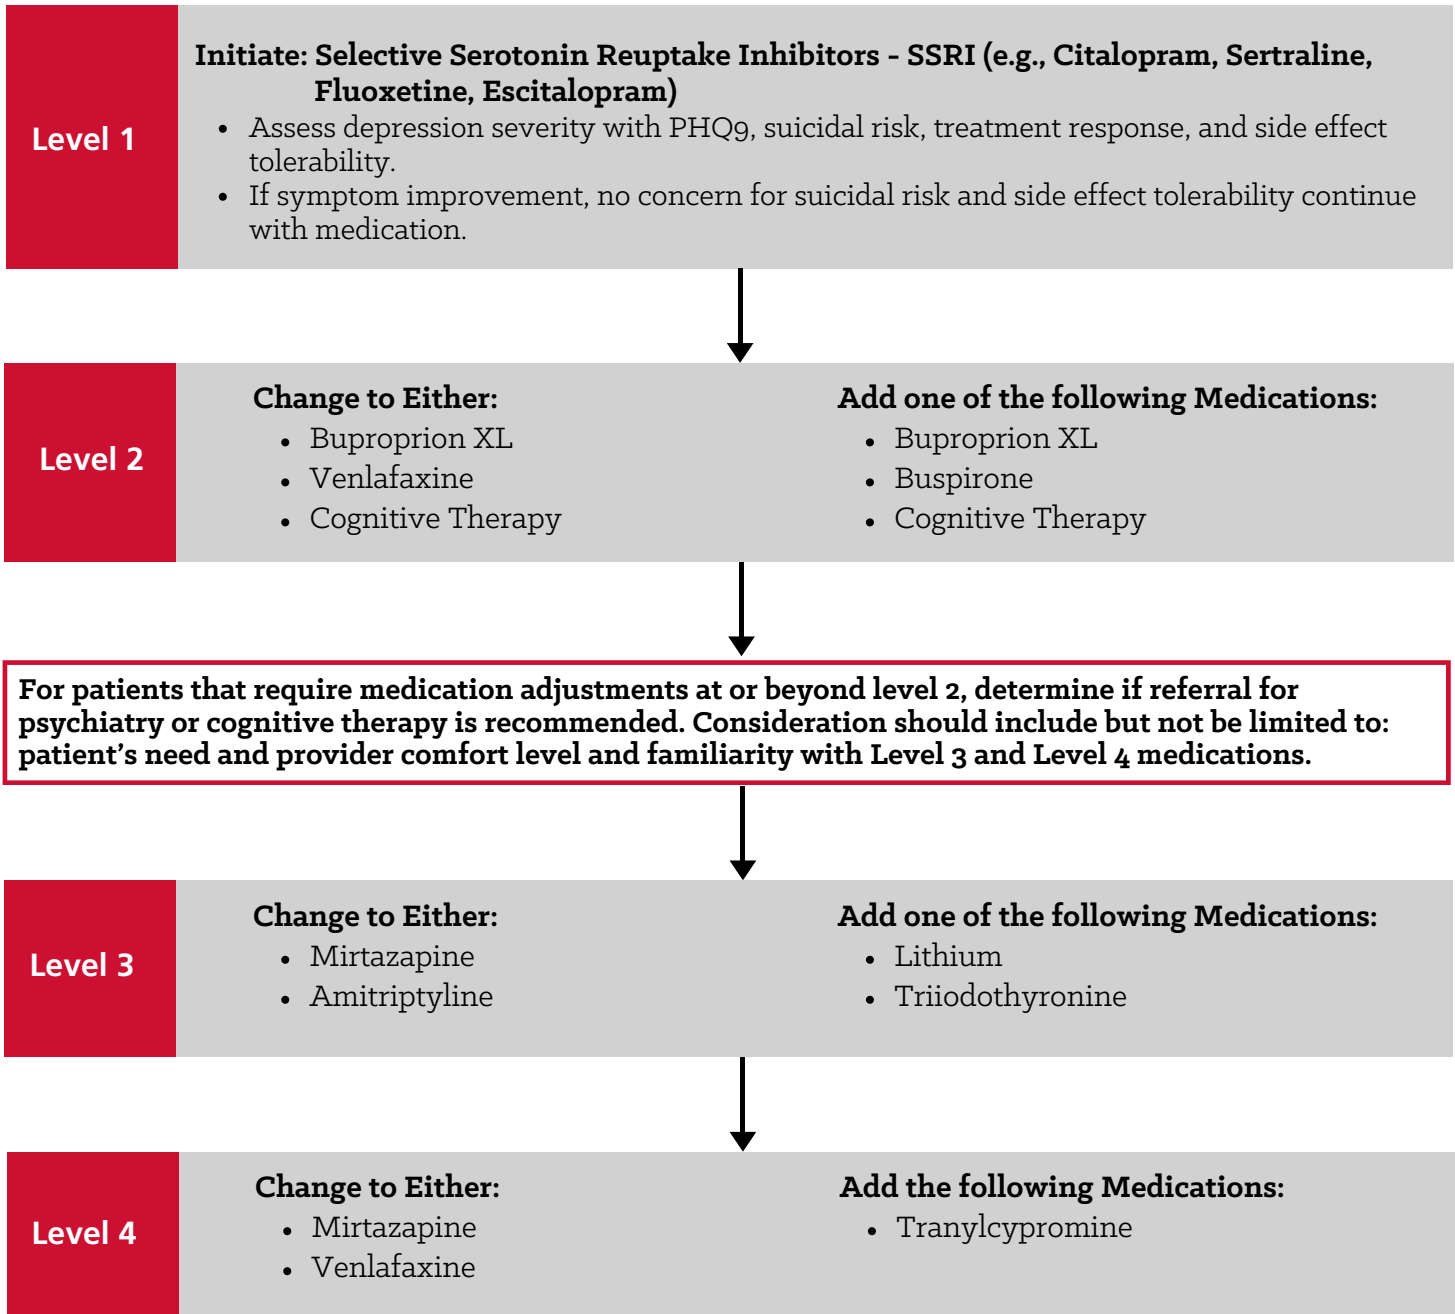 Level 1
Initiate: Selective Serotonin Reuptake Inhibitors - SSRI (e.g., Citalopram, Sertraline,
Fluoxetine, Escitalopram)
• Assess depression severity with PHQ9, suicidal risk, treatment response, and side effect
tolerability.
• If symptom improvement, no concern for suicidal risk and side effect tolerability continue
with medication.
Level 2
Change to Either:
• Buproprion XL
• Venlafaxine
• Cognitive Therapy
Add one of the following Medications:
• Buproprion XL
• Buspirone
• Cognitive Therapy
For patients that require medication adjustments at or beyond level 2, determine if referral for
psychiatry or cognitive therapy is recommended. Consideration should include but not be limited to:
patient's need and provider comfort level and familiarity with Level 3 and Level 4 medications.
Level 3
Change to Either:
• Mirtazapine
• Amitriptyline
Add one of the following Medications:
• Lithium
• Triiodothyronine
Level 4
Change to Either:
• Mirtazapine
• Venlafaxine
Add the following Medications:
• Tranylcypromine